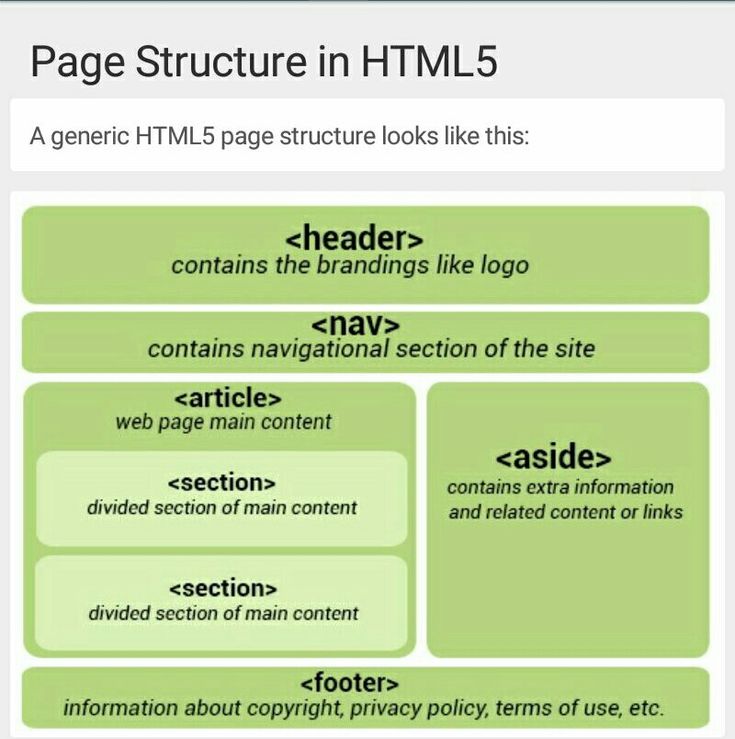 Page Structure in HTML5
A generic HTML5 page structure looks like this:
<header>
contains the brandings like logo
<nav>
contains navigational section of the site
<article>
web page main content
<section>
divided section of main content
<section>
divided section of main content
<aside>
contains extra information
and related content or links
<footer>
information about copyright, privacy policy, terms of use, etc.